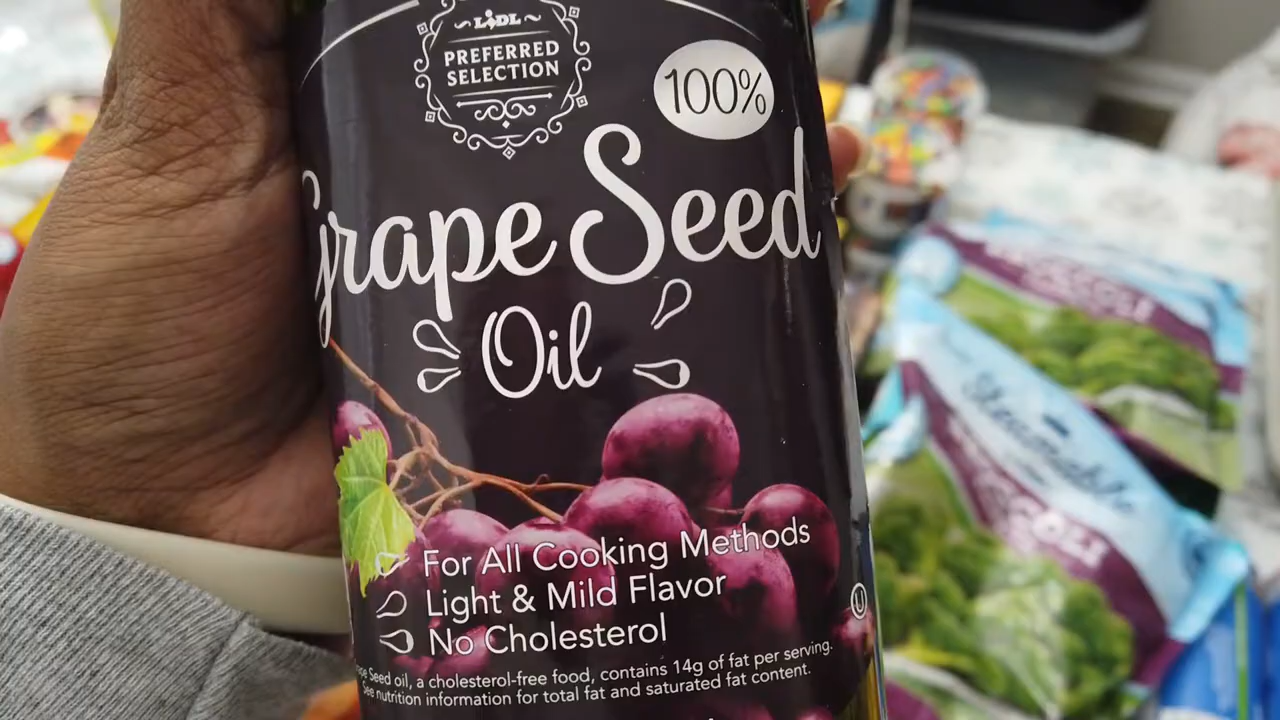 LIDL
PREFERRED
SELECTION
100%
Grape Seed
Oil
For All Cooking Methods
Light & Mild Flavor
No Cholesterol
U
Seed oil, a cholesterol-free food, contains 14g of fat per serving.
See nutrition information for total fat and saturated fat content.
Steamable